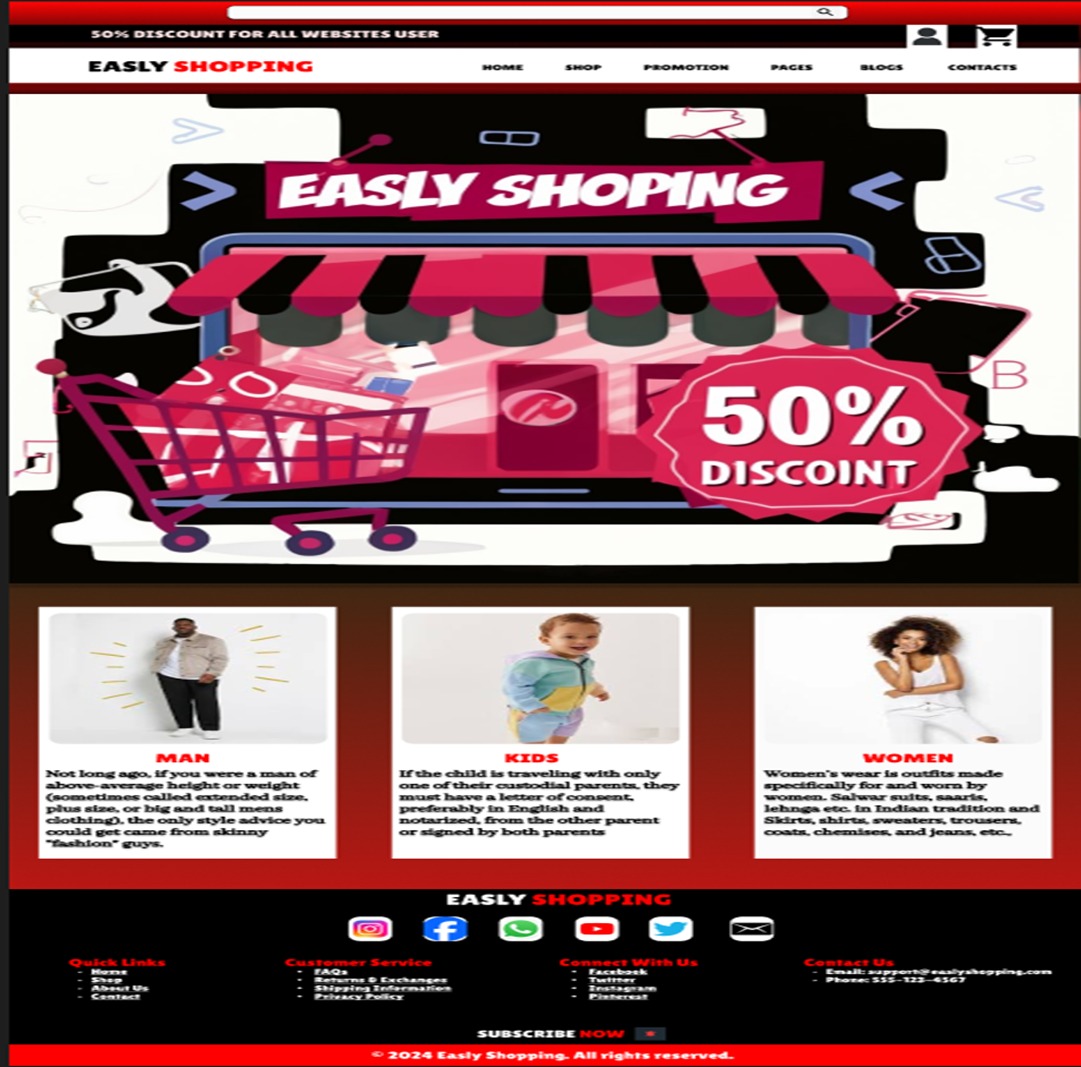 50% DISCOUNT FOR ALL WEBSITES USER
EASLY SHOPPING
HOME SHOP PROMOTION PAGES BLOGS CONTACTS
EASLY SHOPING
B
50%
DISCOINT
MAN
Not long ago, if you were a man of
above-average height or weight
(sometimes called extended size,
plus size, or big and tall mens
clothing), the only style advice you
could get came from skinny
"fashion" guys.
KIDS
If the child is traveling with only
one of their custodial parents, they
must have a letter of consent,
preferably in English and
notarized, from the other parent
or signed by both parents
WOMEN
Women's wear is outfits made
specifically for and worn by
women. Salwar suits, saaris,
lehnga etc. in Indian tradition and
Skirts, shirts, sweaters, trousers,
coats, chemises, and jeans, etc.,
EASLY SHOPPING
Quick Links
- Home
- Shop
- About Us
- Contact
Customer Service
• FAQs
• Returns & Exchanges
• Shipping Information
• Privacy Policy
Connect With Us
• Facebook
• Twitter
• Instagram
• Pinterest
Contact Us
- Email: support@easlyshopping.com
- Phone: 555-123-4567
SUBSCRIBE NOW
© 2024 Easly Shopping. All rights reserved.